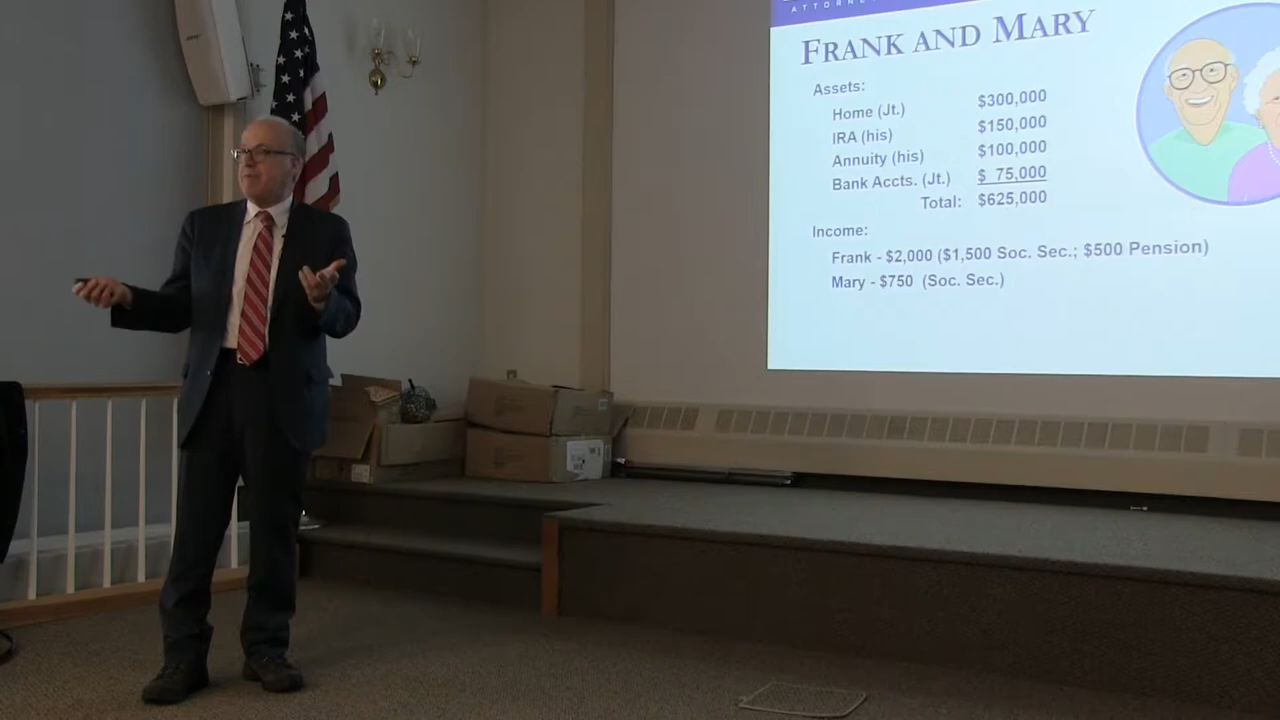 ATTORNE
FRANK AND MARY
Assets:
Home (Jt.) $300,000
IRA (his) $150,000
Annuity (his) $100,000
Bank Accts. (Jt.) $ 75,000
Total: $625,000
Income:
Frank - $2,000 ($1,500 Soc. Sec.; $500 Pension)
Mary - $750 (Soc. Sec.)